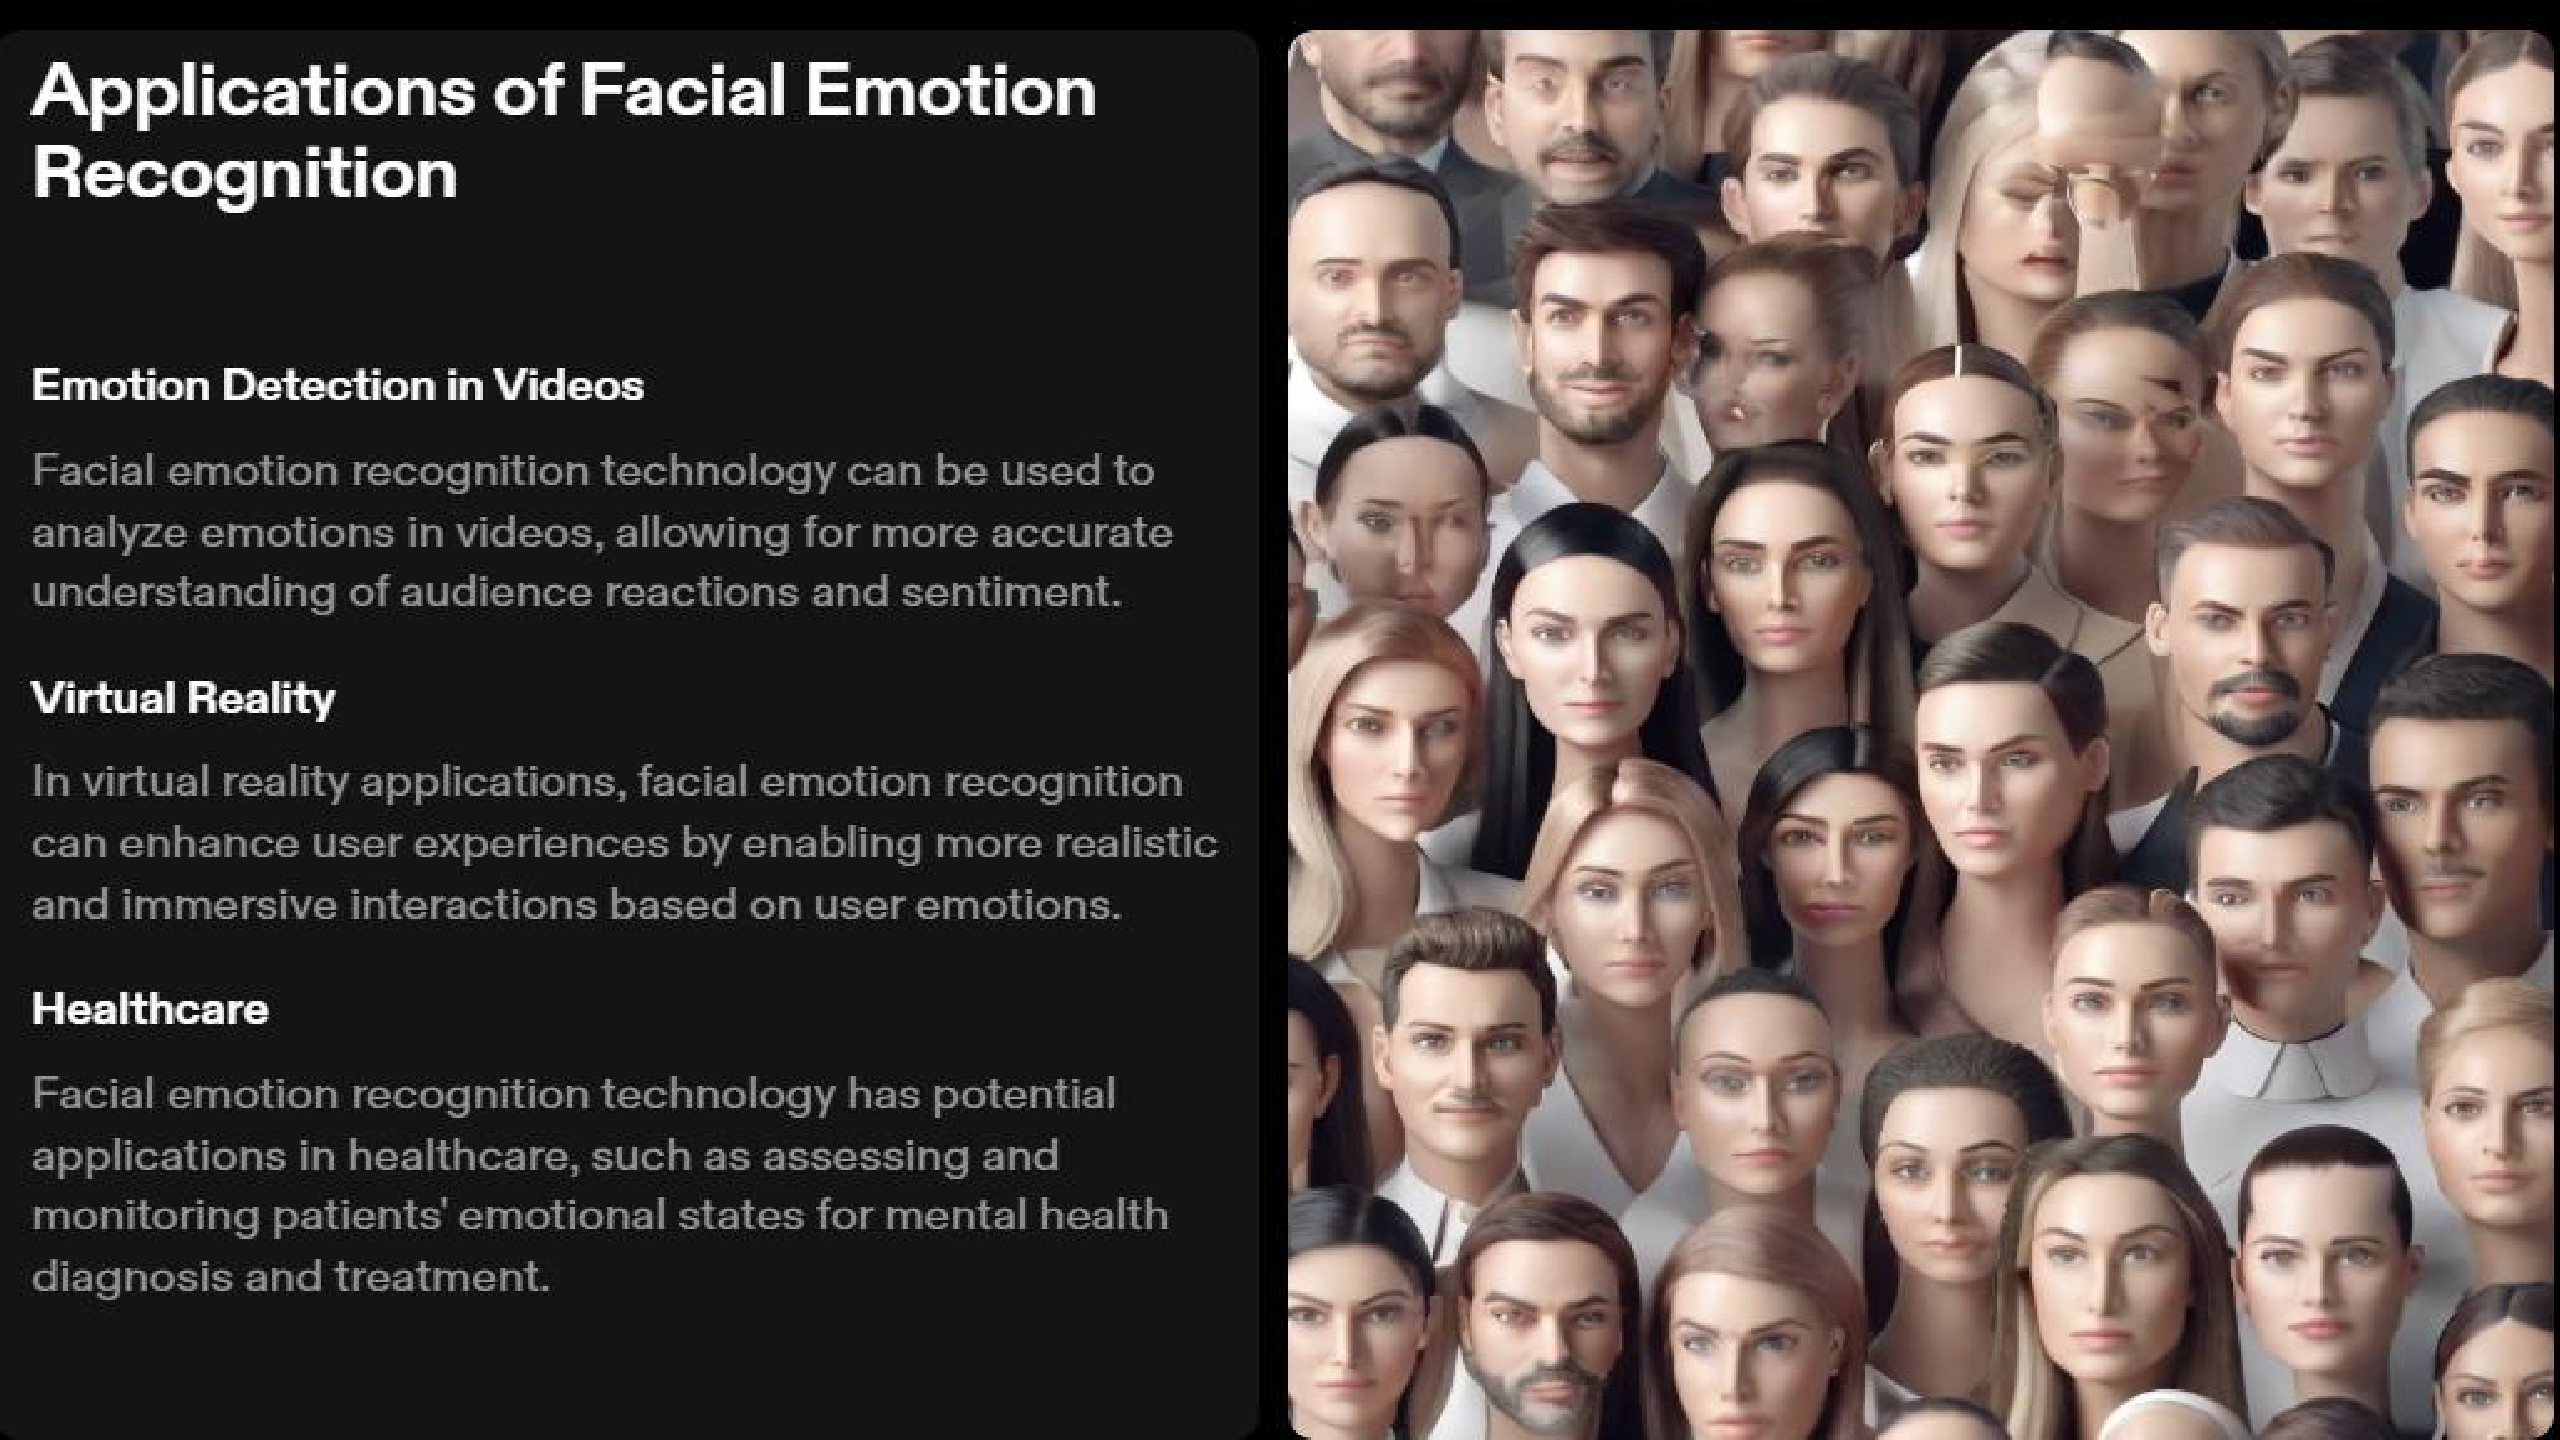 Applications of Facial Emotion
Recognition
Emotion Detection in Videos
Facial emotion recognition technology can be used to
analyze emotions in videos, allowing for more accurate
understanding of audience reactions and sentiment.
Virtual Reality
In virtual reality applications, facial emotion recognition
can enhance user experiences by enabling more realistic
and immersive interactions based on user emotions.
Healthcare
Facial emotion recognition technology has potential
applications in healthcare, such as assessing and
monitoring patients' emotional states for mental health
diagnosis and treatment.